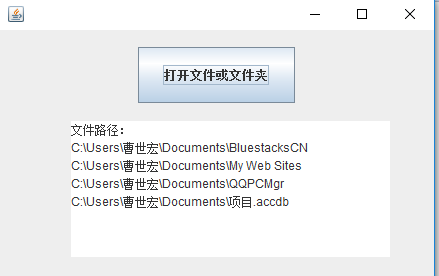 打开文件或文件夹
文件路径：
C:\Users\曹世宏\Documents\BluestacksCN
C:\Users\曹世宏\Documents\My Web Sites
C:\Users\曹世宏\Documents\QQPCMgr
C:\Users\曹世宏\Documents\项目.accdb